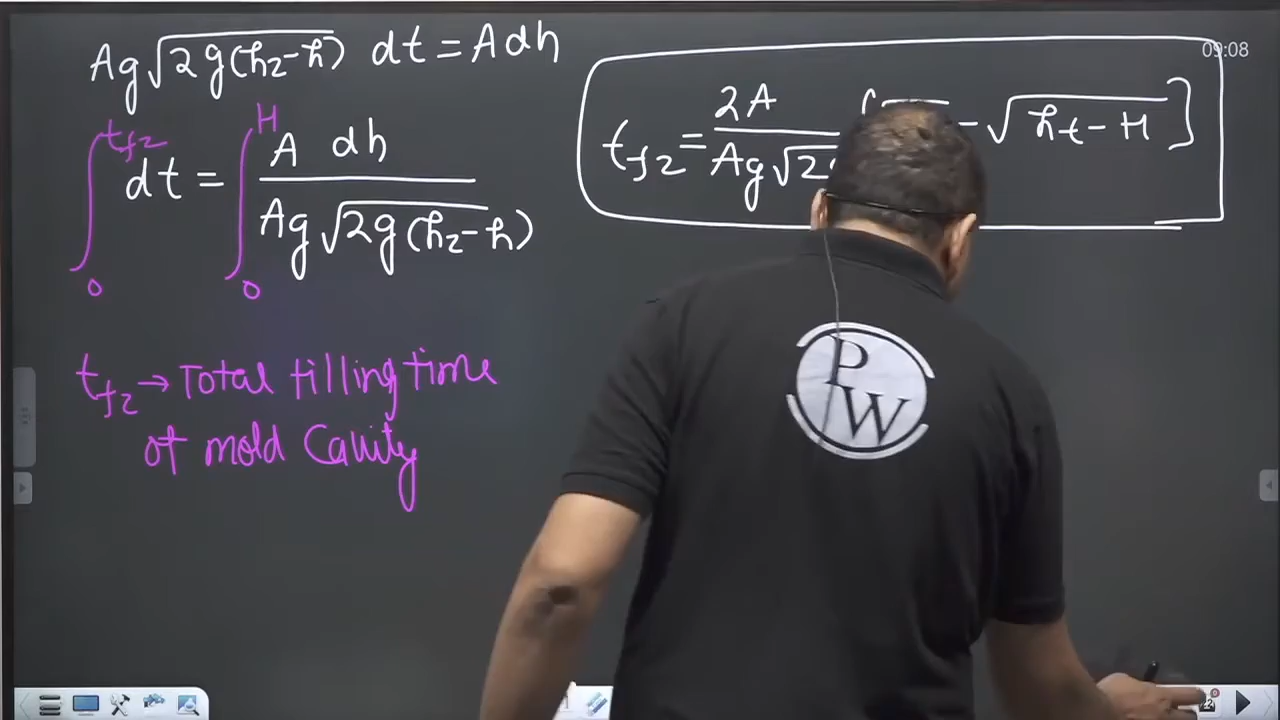 Ag√2g(h₂-h) dt = Adh
∫₀^tf₂ dt = ∫₀^H A dh / Ag√2g(h₂-h)
tf₂ → Total filling time
of mold Cavity
09:08
tf₂ = 2A / Ag√2 - √ht-H ]
PW